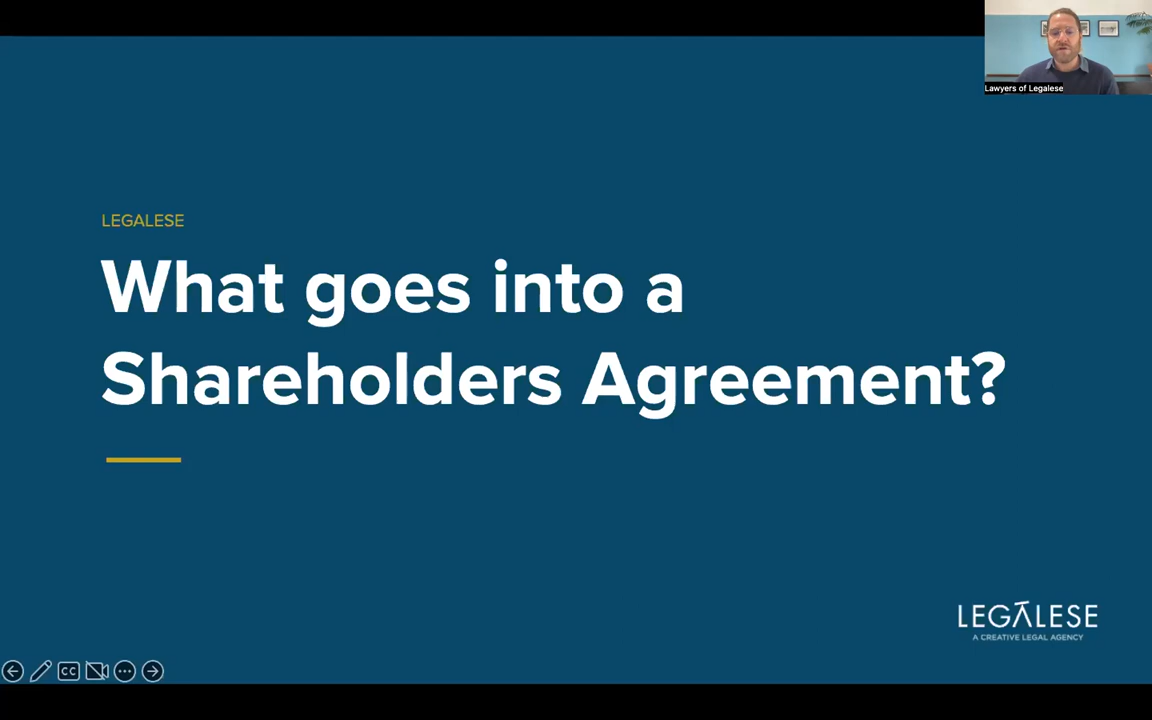 Lawyers of Legalese
LEGALESE
What goes into a
Shareholders Agreement?
LEGALESE
A CREATIVE LEGAL AGENCY
CC